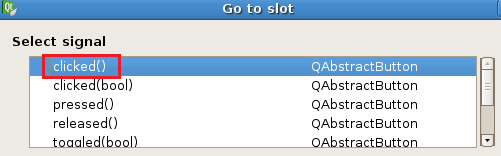 Go to slot
Select signal
clicked() QAbstractButton
clicked(bool) QAbstractButton
pressed() QAbstractButton
released() QAbstractButton
toggled(bool) QAbstractButton